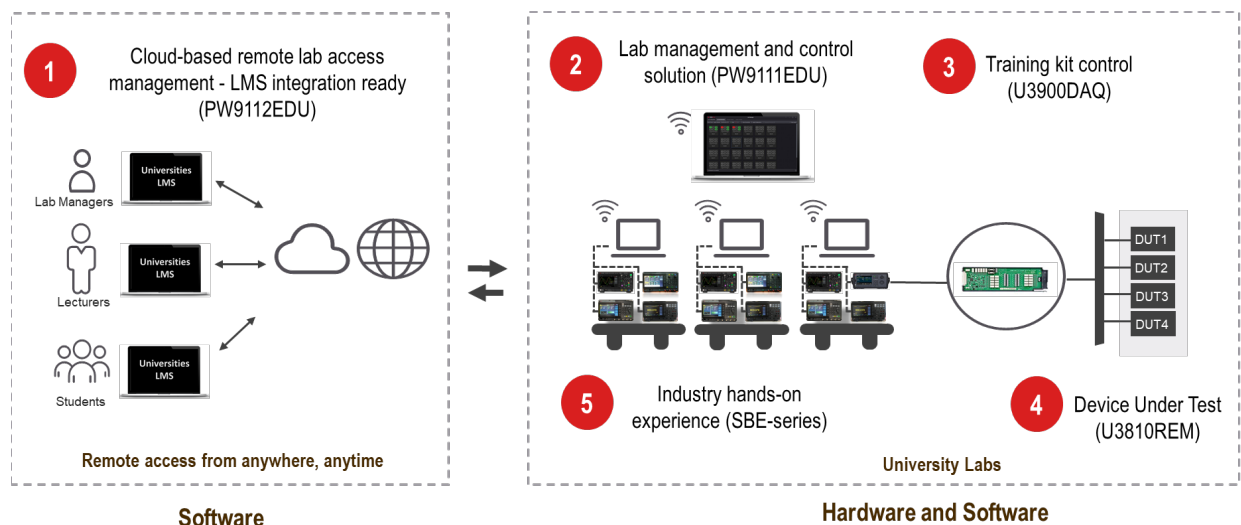 1
Cloud-based remote lab access
management - LMS integration ready
(PW9112EDU)
Lab Managers
Universities
LMS
Lecturers
Universities
LMS
Students
Universities
LMS
Remote access from anywhere, anytime
Software
2
Lab management and control
solution (PW9111EDU)
3
Training kit control
(U3900DAQ)
DUT1
DUT2
DUT3
DUT4
5
Industry hands-on
experience (SBE-series)
4
Device Under Test
(U3810REM)
University Labs
Hardware and Software